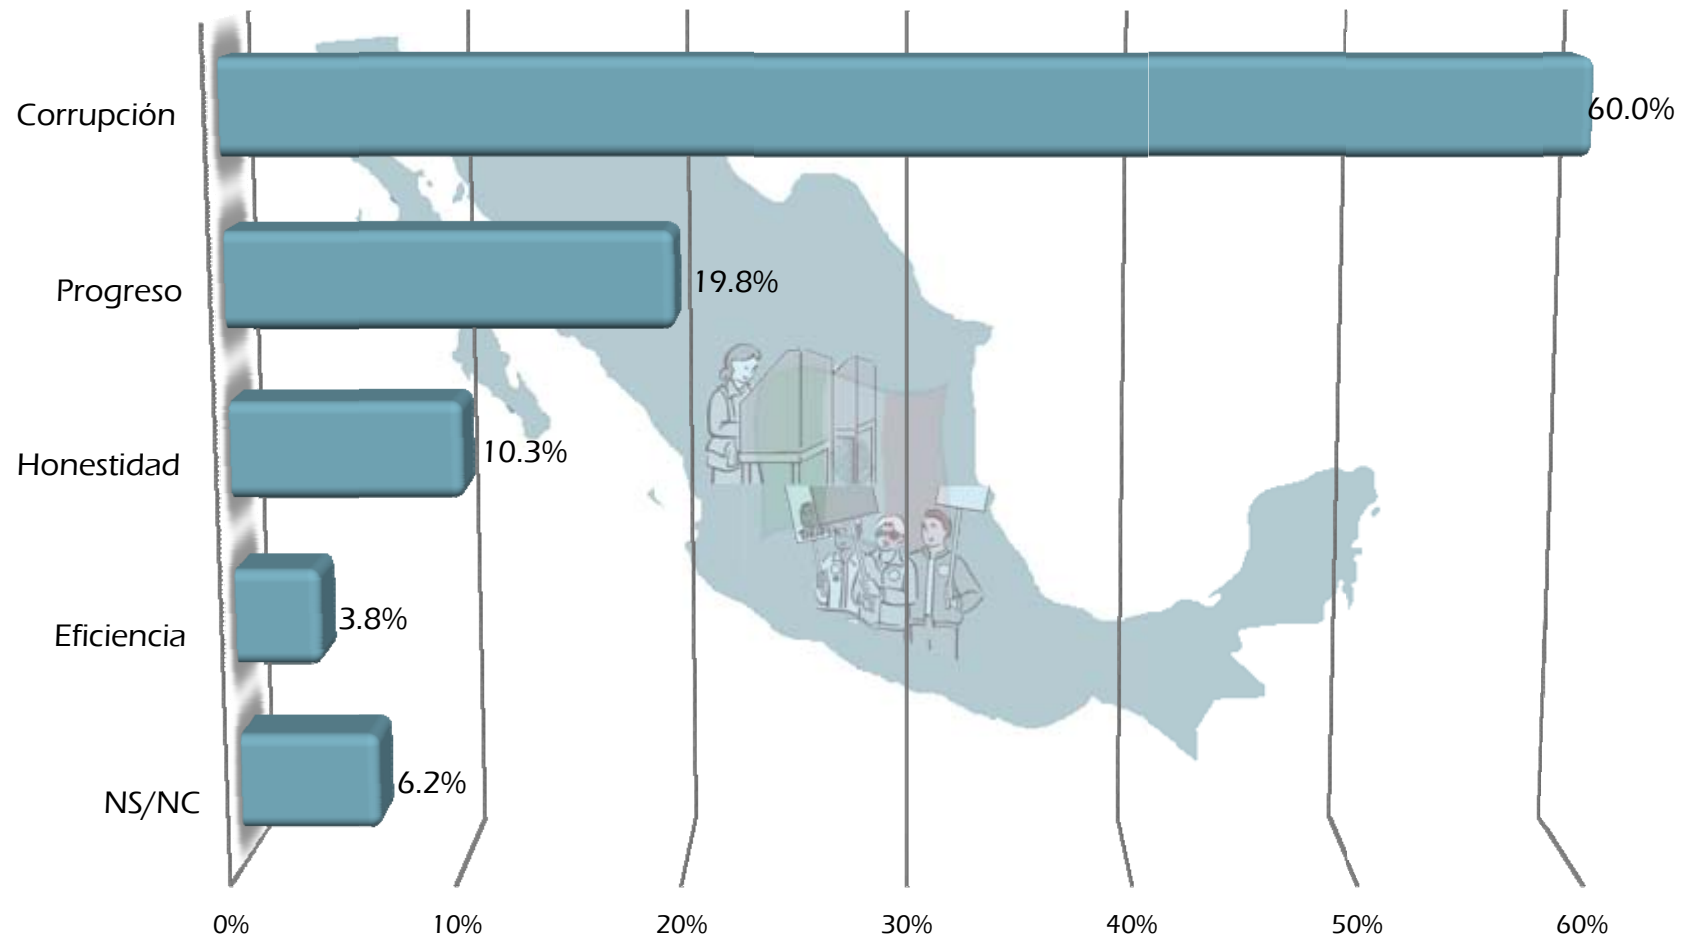 Corrupción
60.0%
Progreso
19.8%
Honestidad
10.3%
Eficiencia
3.8%
NS/NC
6.2%
0% 10% 20% 30% 40% 50% 60%